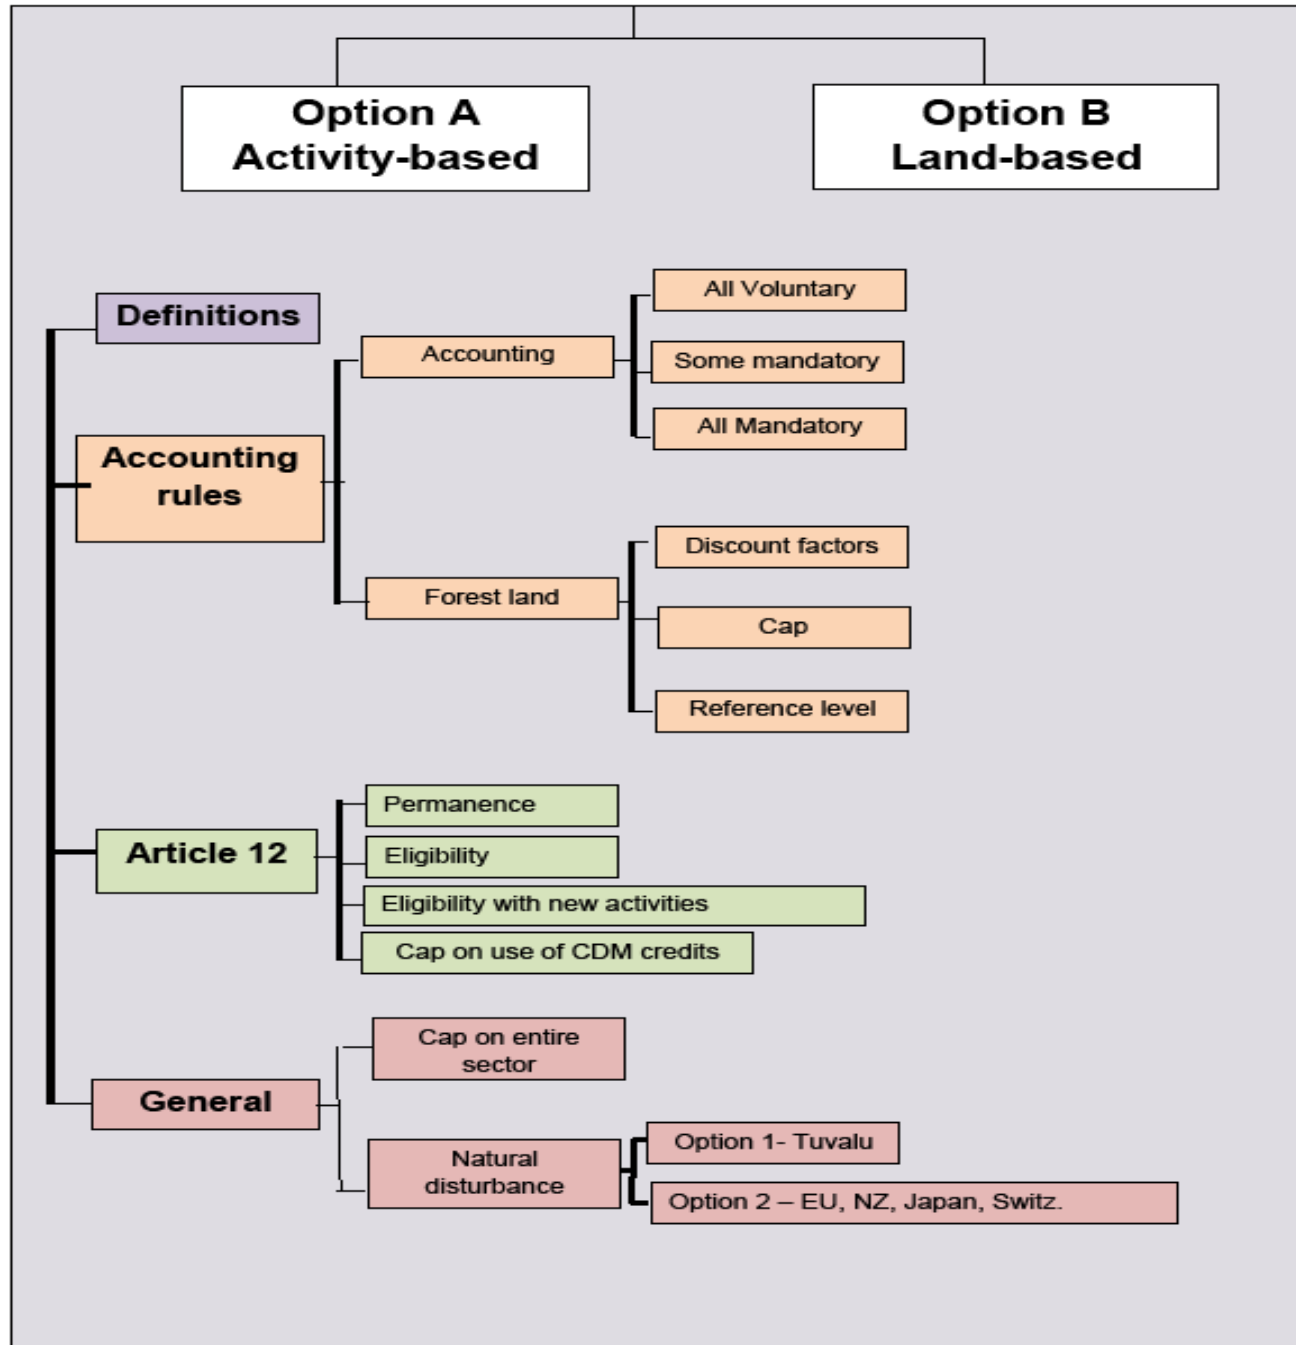 Option A
Activity-based
Option B
Land-based
Definitions
Accounting
rules
Accounting
All Voluntary
Some mandatory
All Mandatory
Forest land
Discount factors
Cap
Reference level
Article 12
Permanence
Eligibility
Eligibility with new activities
Cap on use of CDM credits
General
Cap on entire
sector
Natural
disturbance
Option 1- Tuvalu
Option 2 – EU, NZ, Japan, Switz.